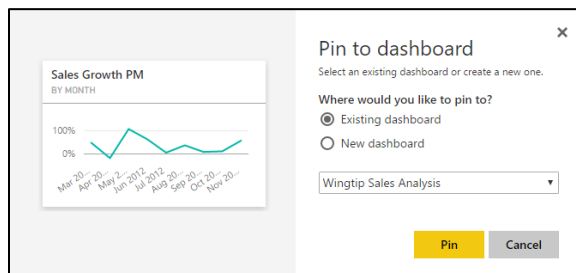 Sales Growth PM
BY MONTH
100%
0%
Mar 20...
Apr 20...
May 2...
Jun 2012
Jul 2012
Aug 20...
Sep 20...
Oct 20...
Nov 20...
Pin to dashboard
Select an existing dashboard or create a new one.
Where would you like to pin to?
Existing dashboard
New dashboard
Wingtip Sales Analysis
Pin
Cancel